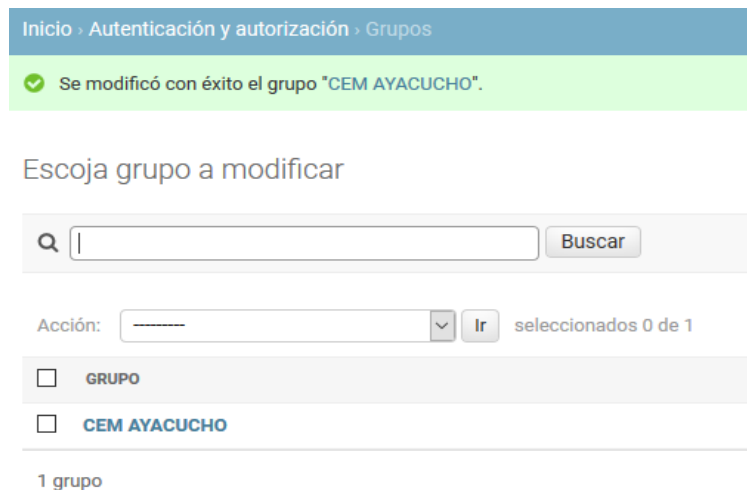 Inicio › Autenticación y autorización › Grupos
Se modificó con éxito el grupo "CEM AYACUCHO".
Escoja grupo a modificar
Buscar
Acción: --------- Ir seleccionados 0 de 1
GRUPO
CEM AYACUCHO
1 grupo